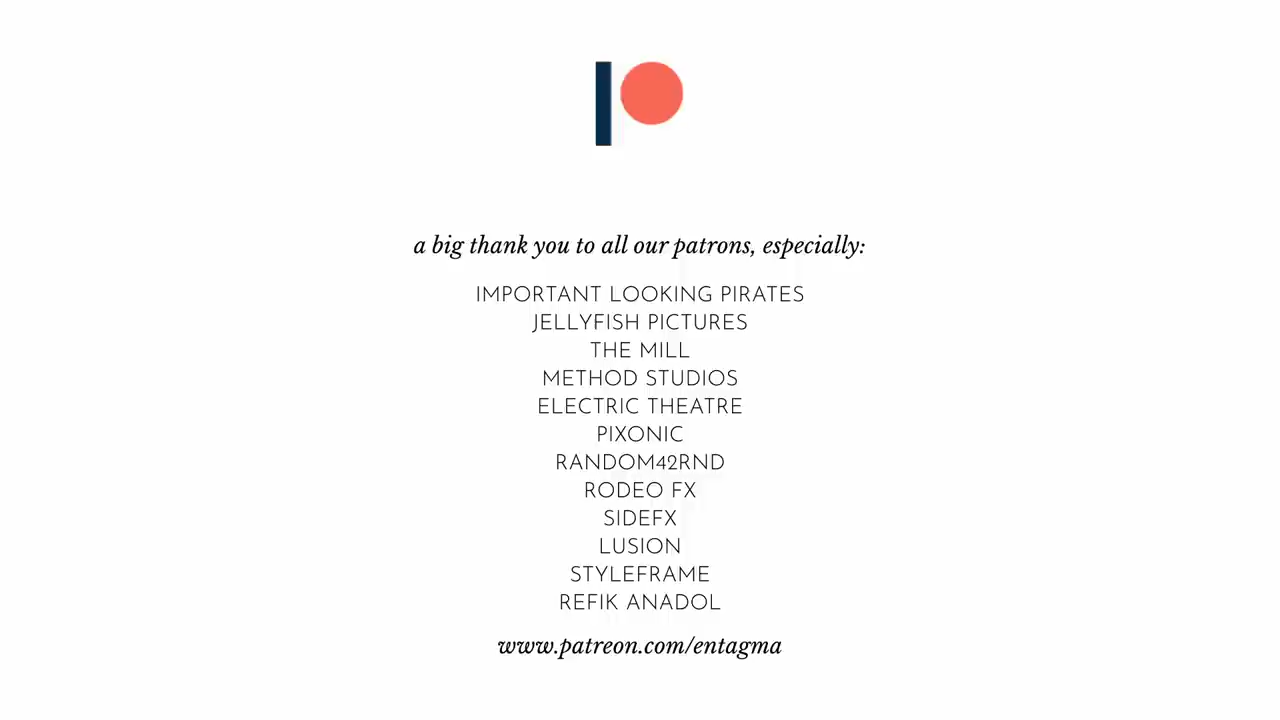 a big thank you to all our patrons, especially:
IMPORTANT LOOKING PIRATES
JELLYFISH PICTURES
THE MILL
METHOD STUDIOS
ELECTRIC THEATRE
PIXONIC
RANDOM42RND
RODEO FX
SIDEFX
LUSION
STYLEFRAME
REFIK ANADOL
www.patreon.com/entagma